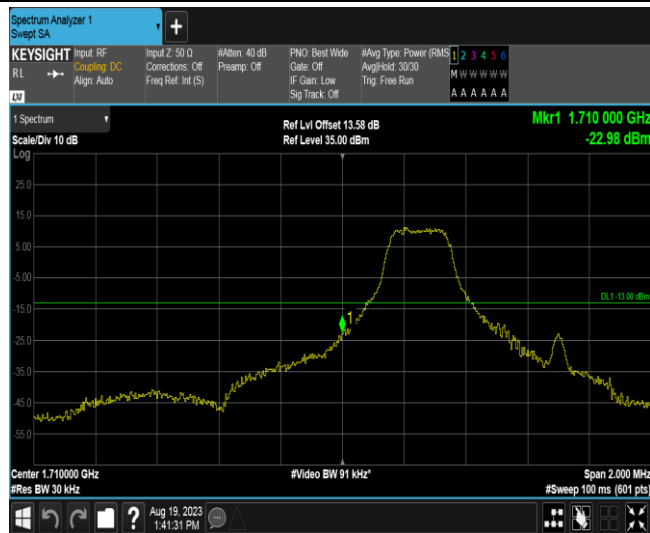 Spectrum Analyzer 1
Swept SA
KEYSIGHT
RL
LXI
Input: RF
Coupling: DC
Align: Auto
Input Z: 50 Ω
Corrections: Off
Freq Ref: Int (S)
#Atten: 40 dB
Preamp: Off
PNO: Best Wide
Gate: Off
IF Gain: Low
Sig Track: Off
#Avg Type: Power (RMS
Avg|Hold: 30/30
Trig: Free Run
1 2 3 4 5 6
M W W W W W
A A A A A A
1 Spectrum
Scale/Div 10 dB
Log
Ref Lvl Offset 13.58 dB
Ref Level 35.00 dBm
Mkr1 1.710 000 GHz
-22.98 dBm
25.0
15.0
5.00
-5.00
-15.0
-25.0
-35.0
-45.0
-55.0
DL1 -13.00 dBm
1
Center 1.710000 GHz
#Res BW 30 kHz
#Video BW 91 kHz*
Span 2.000 MHz
#Sweep 100 ms (601 pts)
?
Aug 19, 2023
1:41:31 PM